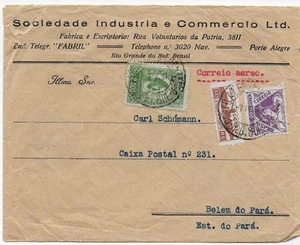 Sociedade Industria e Commercio Ltd.
Fabrica e Escriptorio: Rua Voluntarios da Patria, 3811
End. Telegr. "FABRIL" Telephone n.º 3020 Nav. Porto Alegre
Rio Grande do Sul Brasil
Illmo. Snr.
Correio aereo.
Carl Schümann.
Caixa Postal nº 231.
Belem do Pará.
Est. do Pará.